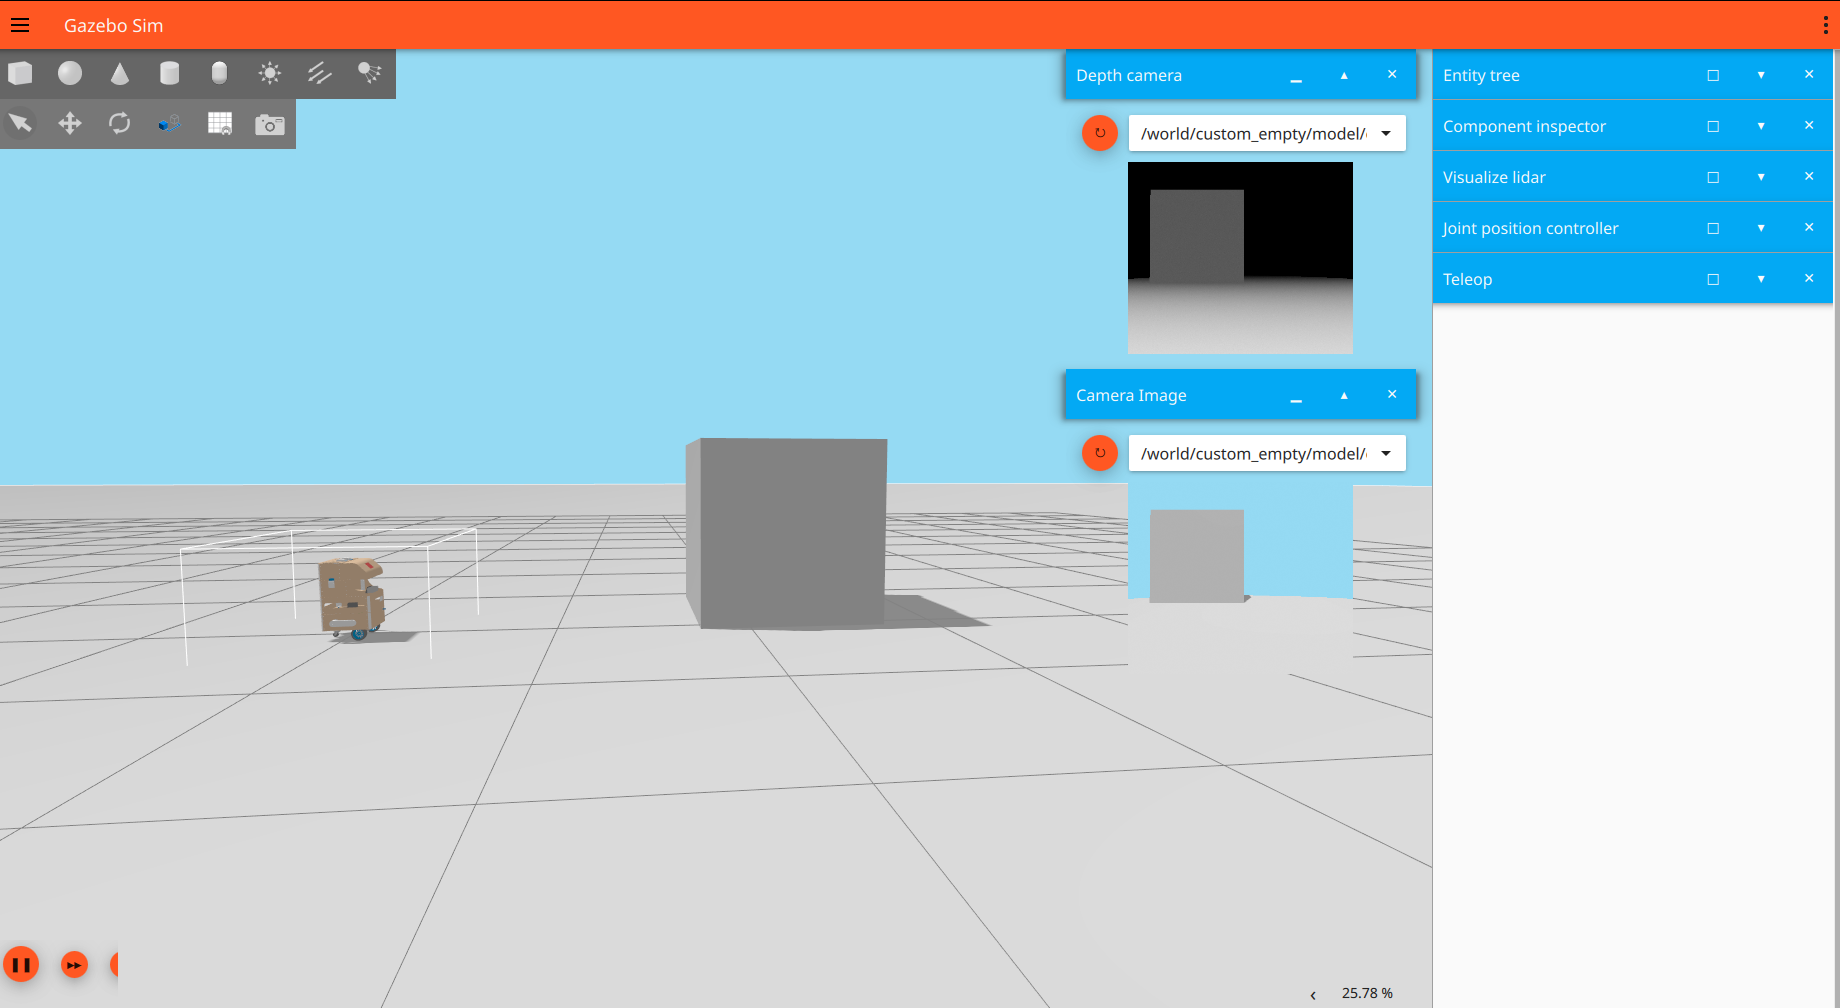 Gazebo Sim
Depth camera
/world/custom_empty/model/
Camera Image
/world/custom_empty/model/
Entity tree
Component inspector
Visualize lidar
Joint position controller
Teleop
25.78 %